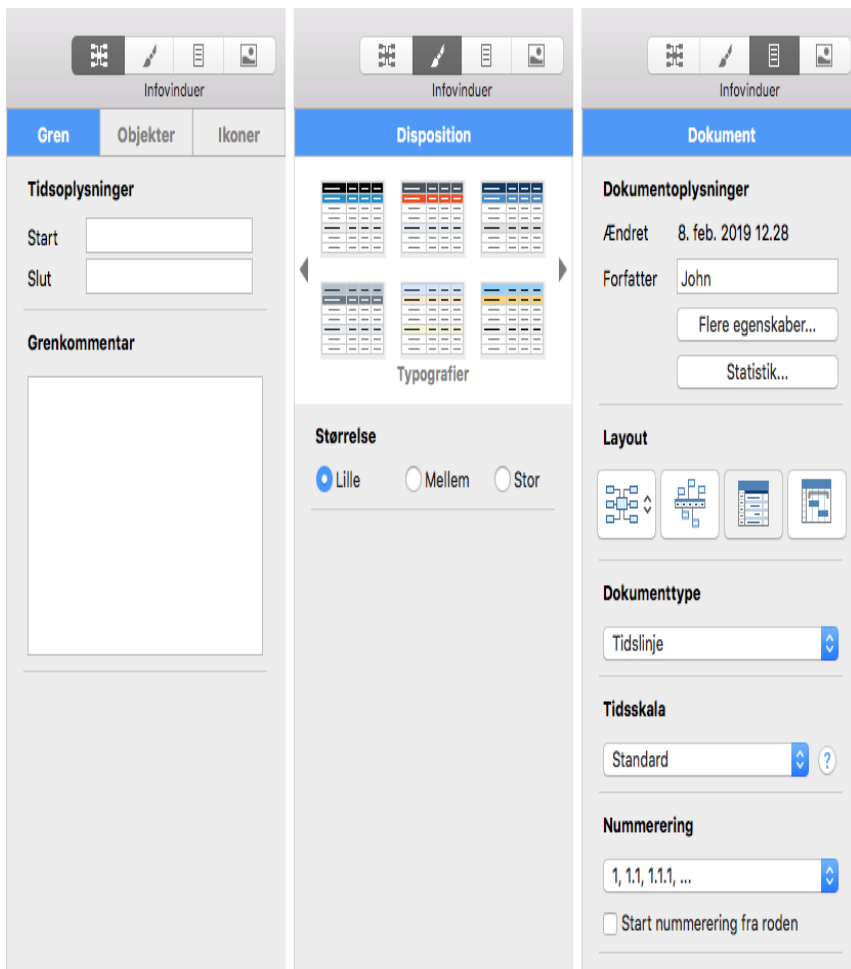 Infovinduer
Gren Objekter Ikoner
Tidsoplysninger
Start
Slut
Grenkommentar
Infovinduer
Disposition
Typografier
Størrelse
Lille Mellem Stor
Infovinduer
Dokument
Dokumentoplysninger
Ændret 8. feb. 2019 12.28
Forfatter John
Flere egenskaber...
Statistik...
Layout
Dokumenttype
Tidslinje
Tidsskala
Standard ?
Nummerering
1, 1.1, 1.1.1, ...
Start nummerering fra roden